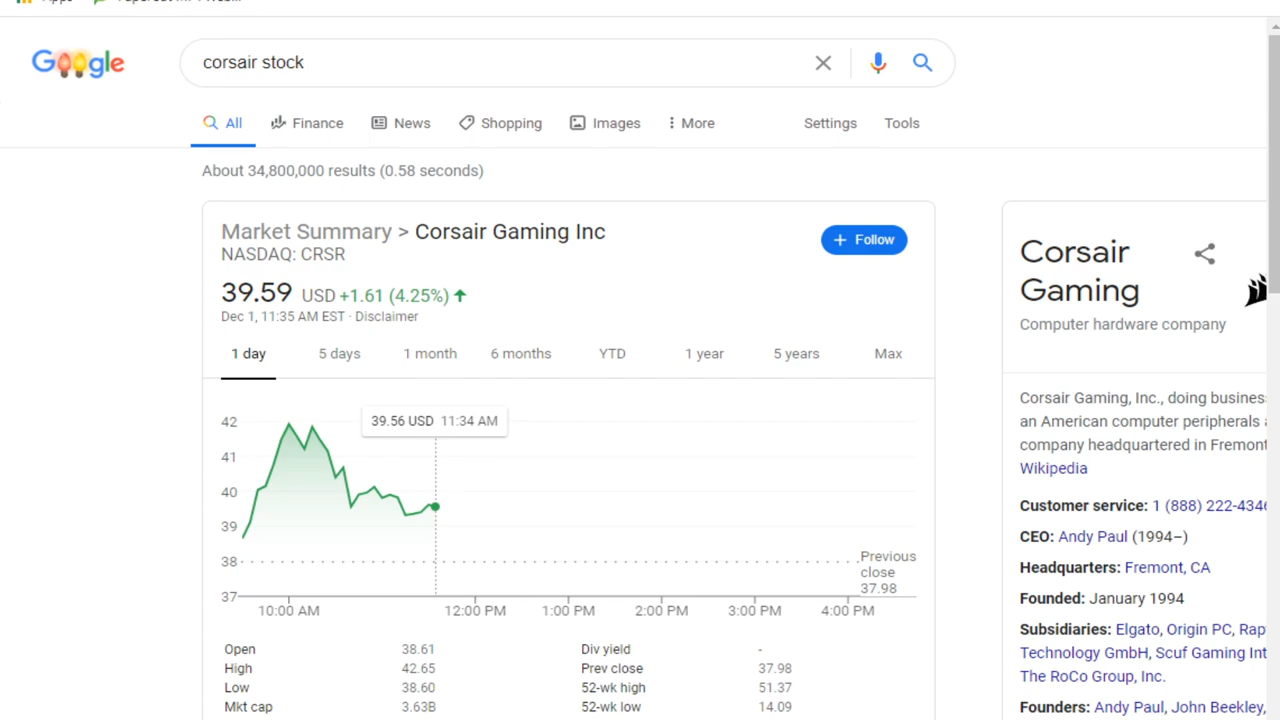 Apps
Google
corsair stock
All
Finance
News
Shopping
Images
More
Settings
Tools
About 34,800,000 results (0.58 seconds)
Market Summary > Corsair Gaming Inc
NASDAQ: CRSR
+ Follow
39.59 USD +1.61 (4.25%)
Dec 1, 11:35 AM EST · Disclaimer
1 day
5 days
1 month
6 months
YTD
1 year
5 years
Max
39.56 USD 11:34 AM
42
41
40
39
38
37
Previous
close
37.98
10:00 AM
12:00 PM
1:00 PM
2:00 PM
3:00 PM
4:00 PM
Open 38.61
High 42.65
Low 38.60
Mkt cap 3.63B
Div yield -
Prev close 37.98
52-wk high 51.37
52-wk low 14.09
Corsair
Gaming
Computer hardware company
Corsair Gaming, Inc., doing busines
an American computer peripherals
company headquartered in Fremont
Wikipedia
Customer service: 1 (888) 222-434
CEO: Andy Paul (1994–)
Headquarters: Fremont, CA
Founded: January 1994
Subsidiaries: Elgato, Origin PC, Rap
Technology GmbH, Scuf Gaming Int
The RoCo Group, Inc.
Founders: Andy Paul, John Beekley,